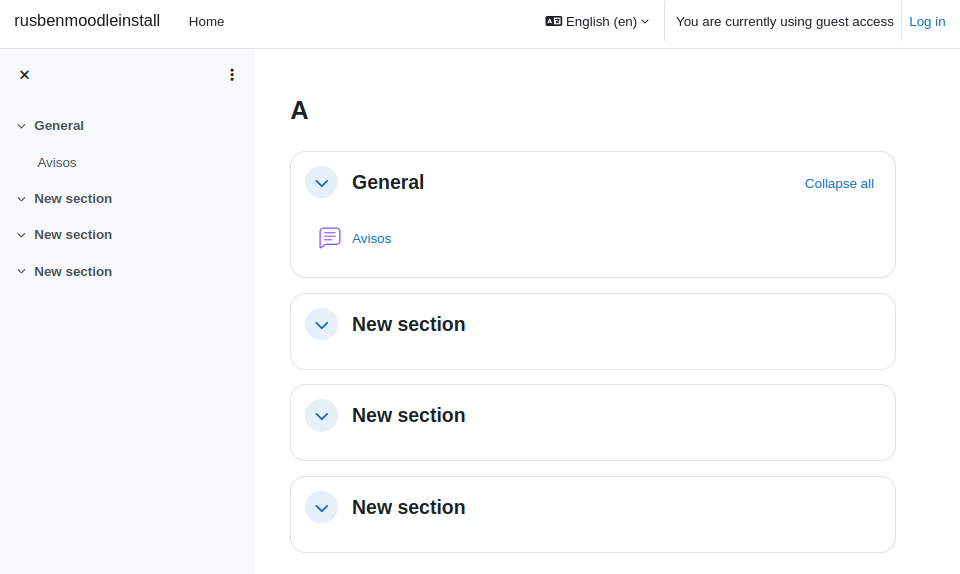 rusbenmoodleinstall
Home
English (en)
You are currently using guest access
Log in
General
Avisos
New section
New section
New section
A
General
Collapse all
Avisos
New section
New section
New section